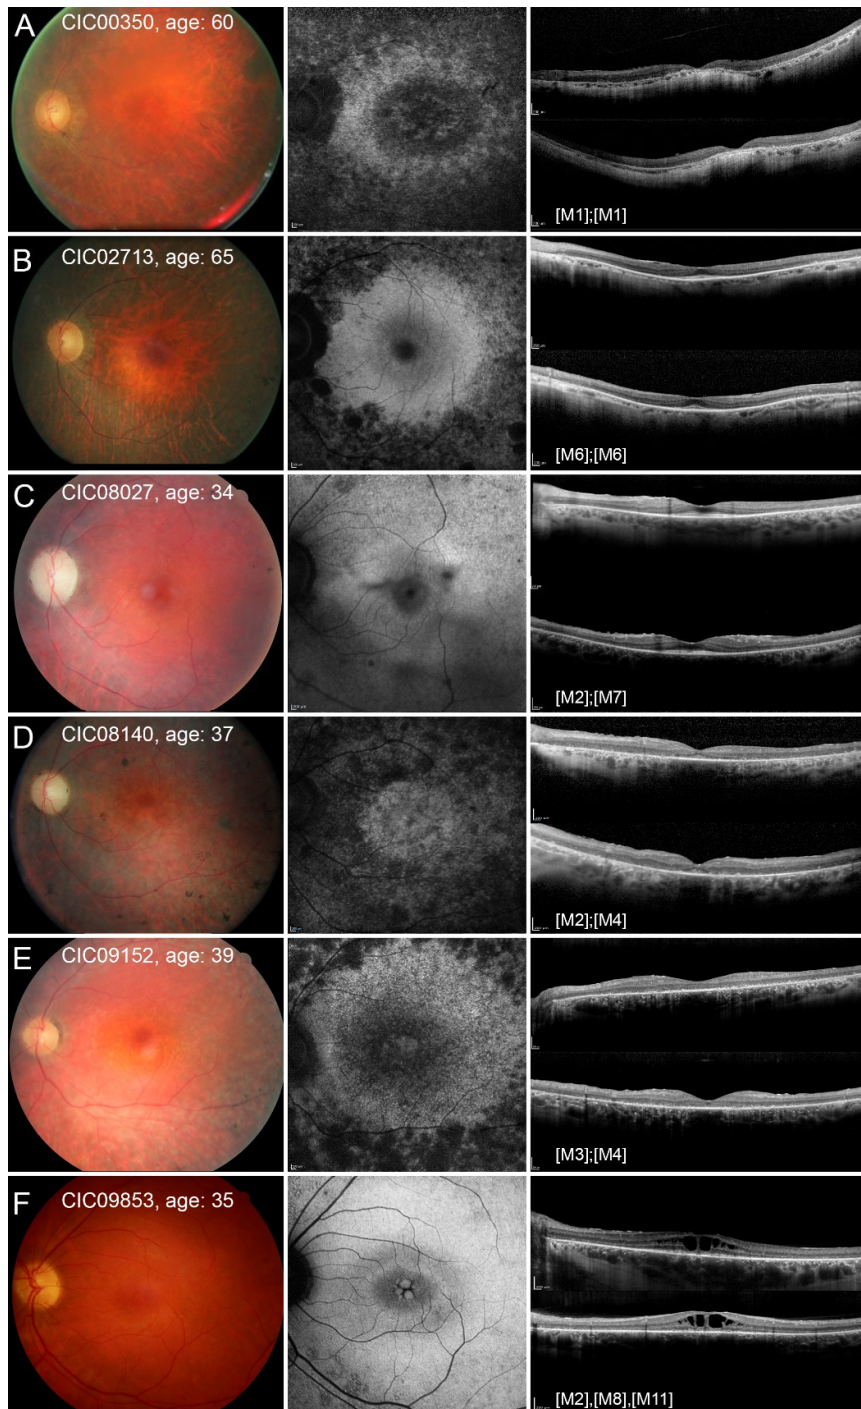 A CIC00350, age: 60
[M1];[M1]
B CIC02713, age: 65
[M6];[M6]
C CIC08027, age: 34
[M2];[M7]
D CIC08140, age: 37
[M2];[M4]
E CIC09152, age: 39
[M3];[M4]
F CIC09853, age: 35
[M2],[M8],[M11]